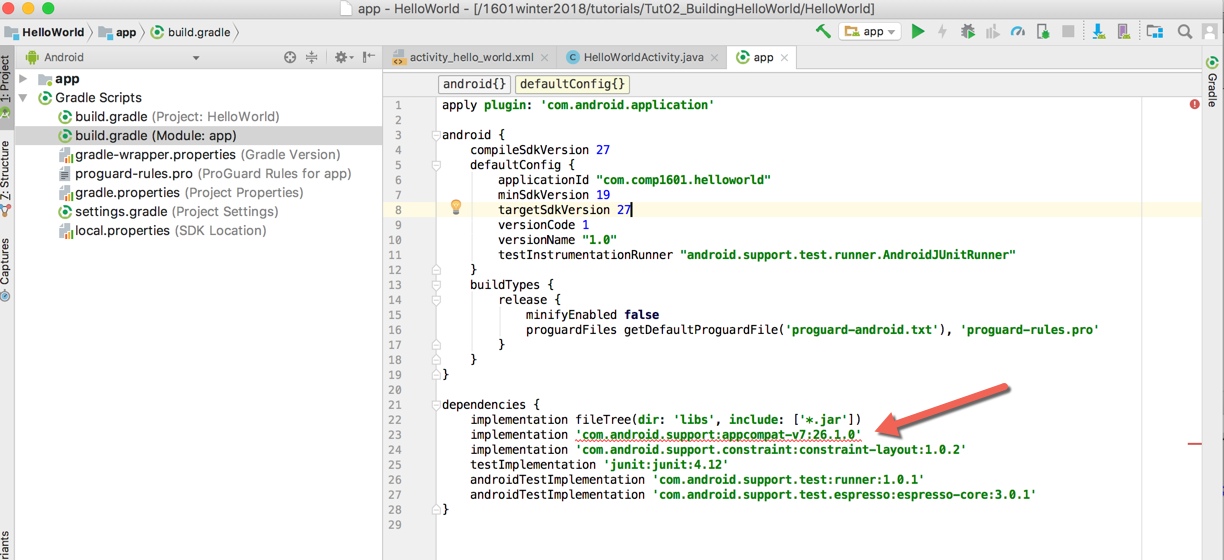 app - HelloWorld - [/1601winter2018/tutorials/Tut02_BuildingHelloWorld/HelloWorld]
HelloWorld app build.gradle
app
1: Project
Z: Structure
Captures
Android
app
Gradle Scripts
build.gradle (Project: HelloWorld)
build.gradle (Module: app)
gradle-wrapper.properties (Gradle Version)
proguard-rules.pro (ProGuard Rules for app)
gradle.properties (Project Properties)
settings.gradle (Project Settings)
local.properties (SDK Location)
activity_hello_world.xml HelloWorldActivity.java app
android{} defaultConfig{}
1 apply plugin: 'com.android.application'
2
3 android {
4 compileSdkVersion 27
5 defaultConfig {
6 applicationId "com.comp1601.helloworld"
7 minSdkVersion 19
8 targetSdkVersion 27
9 versionCode 1
10 versionName "1.0"
11 testInstrumentationRunner "android.support.test.runner.AndroidJUnitRunner"
12 }
13 buildTypes {
14 release {
15 minifyEnabled false
16 proguardFiles getDefaultProguardFile('proguard-android.txt'), 'proguard-rules.pro'
17 }
18 }
19 }
20
21 dependencies {
22 implementation fileTree(dir: 'libs', include: ['*.jar'])
23 implementation 'com.android.support:appcompat-v7:26.1.0'
24 implementation 'com.android.support.constraint:constraint-layout:1.0.2'
25 testImplementation 'junit:junit:4.12'
26 androidTestImplementation 'com.android.support.test:runner:1.0.1'
27 androidTestImplementation 'com.android.support.test.espresso:espresso-core:3.0.1'
28 }
29
Gradle